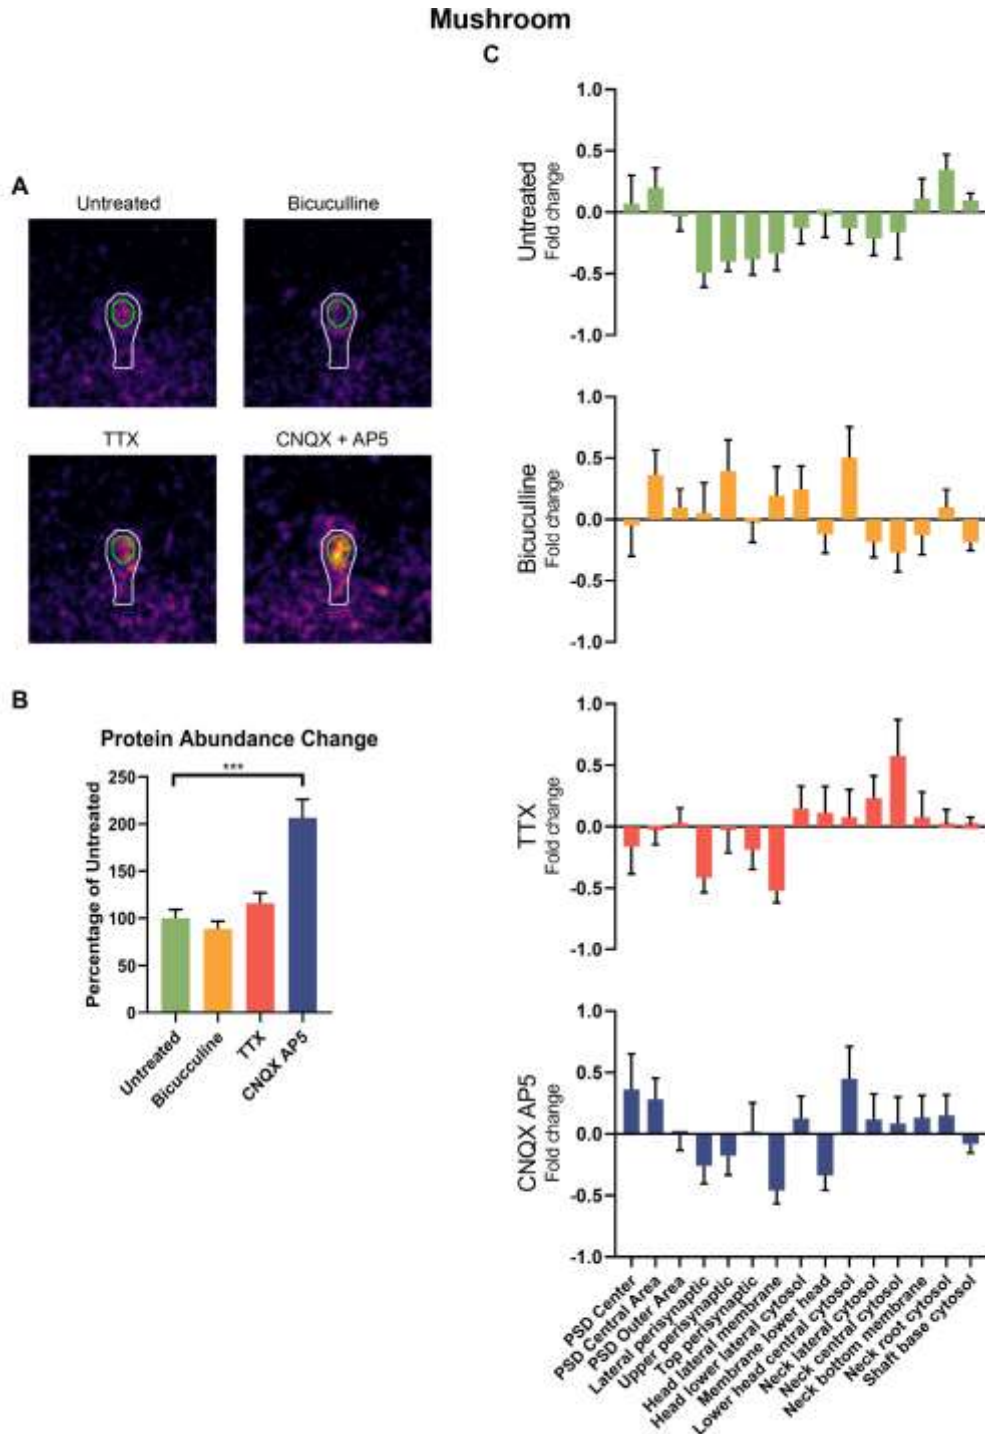 Mushroom
A
Untreated
Bicuculline
TTX
CNQX + AP5
B
Protein Abundance Change
Percentage of Untreated
250
200
150
100
50
0
***
Untreated
Bicucculine
TTX
CNQX AP5
C
Untreated
Fold change
1.0
0.5
0.0
-0.5
-1.0
Bicuculline
Fold change
1.0
0.5
0.0
-0.5
-1.0
TTX
Fold change
1.0
0.5
0.0
-0.5
-1.0
CNQX AP5
Fold change
1.0
0.5
0.0
-0.5
-1.0
PSD Center
PSD Central Area
PSD Outer Area
Lateral perisynaptic
Upper perisynaptic
Top perisynaptic
Head lateral membrane
Head lower lateral cytosol
Membrane lower head
Lower head central cytosol
Neck lateral cytosol
Neck central cytosol
Neck bottom membrane
Neck root cytosol
Shaft base cytosol